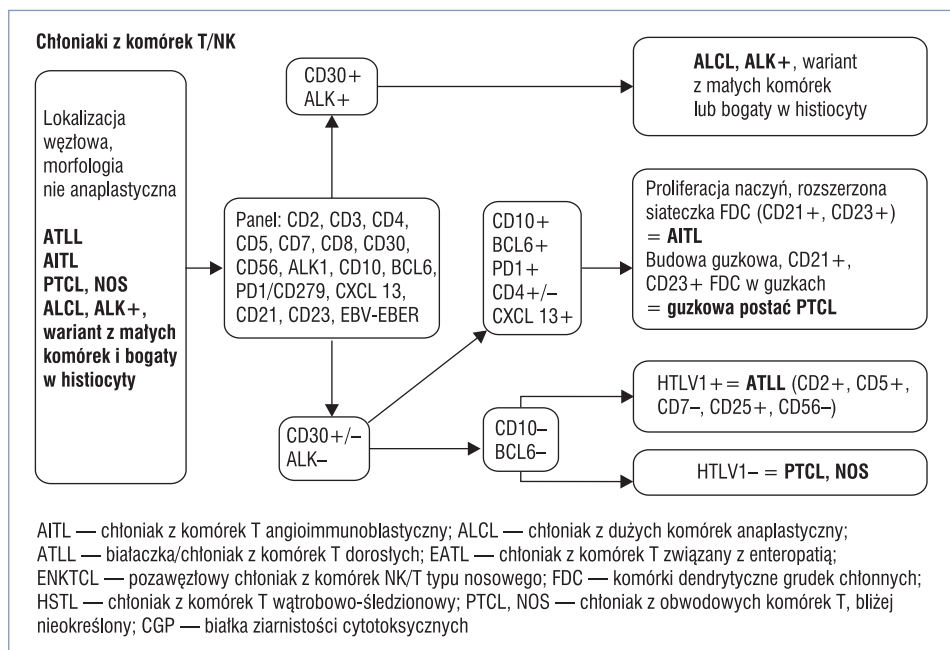 Chłoniaki z komórek T/NK
Lokalizacja
węzłowa,
morfologia
nie anaplastyczna
ATLL
AITL
PTCL, NOS
ALCL, ALK+,
wariant z małych
komórek i bogaty
w histiocyty
CD30+
ALK+
ALCL, ALK+, wariant
z małych komórek
lub bogaty w histiocyty
Panel: CD2, CD3, CD4,
CD5, CD7, CD8, CD30,
CD56, ALK1, CD10, BCL6,
PD1/CD279, CXCL 13,
CD21, CD23, EBV-EBER
CD10+
BCL6+
PD1+
CD4+/–
CXCL 13+
Proliferacja naczyń, rozszerzona
siateczka FDC (CD21+, CD23+)
= AITL
Budowa guzkowa, CD21+,
CD23+ FDC w guzkach
= guzkowa postać PTCL
CD30+/–
ALK–
CD10–
BCL6–
HTLV1+ = ATLL (CD2+, CD5+,
CD7–, CD25+, CD56–)
HTLV1– = PTCL, NOS
AITL — chłoniak z komórek T angioimmunoblastyczny; ALCL — chłoniak z dużych komórek anaplastyczny;
ATLL — białaczka/chłoniak z komórek T dorosłych; EATL — chłoniak z komórek T związany z enteropatią;
ENKTCL — pozawęzłowy chłoniak z komórek NK/T typu nosowego; FDC — komórki dendrytyczne grudek chłonnych;
HSTL — chłoniak z komórek T wątrobowo-śledzionowy; PTCL, NOS — chłoniak z obwodowych komórek T, bliżej
nieokreślony; CGP — białka ziarnistości cytotoksycznych